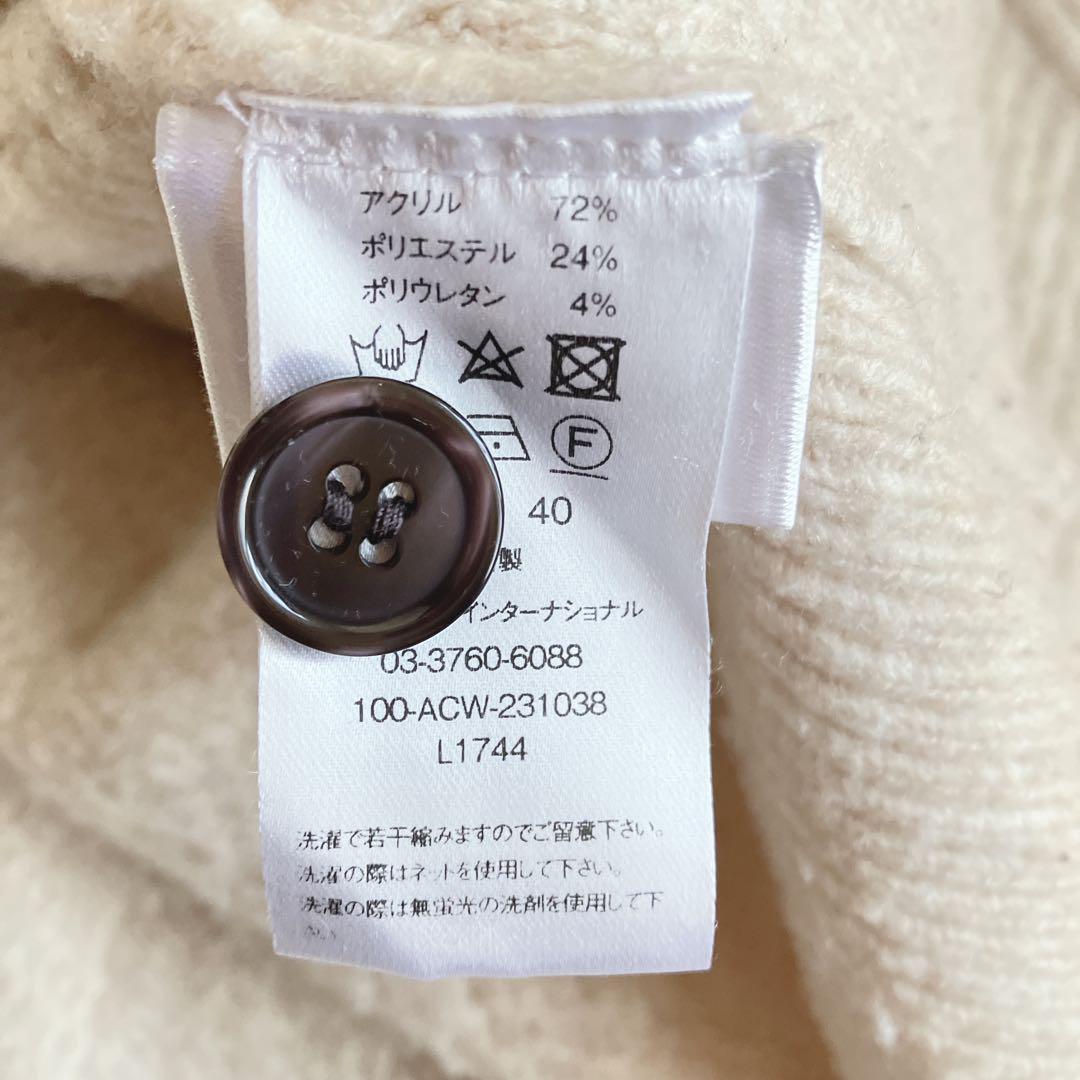 アクリル 72%
ポリエステル 24%
ポリウレタン 4%
F
40
製
インターナショナル
03-3760-6088
100-ACW-231038
L1744
洗濯で若干縮みますのでご留意下さい。
洗濯の際はネットを使用して下さい。
洗濯の際は無蛍光の洗剤を使用して下
さい